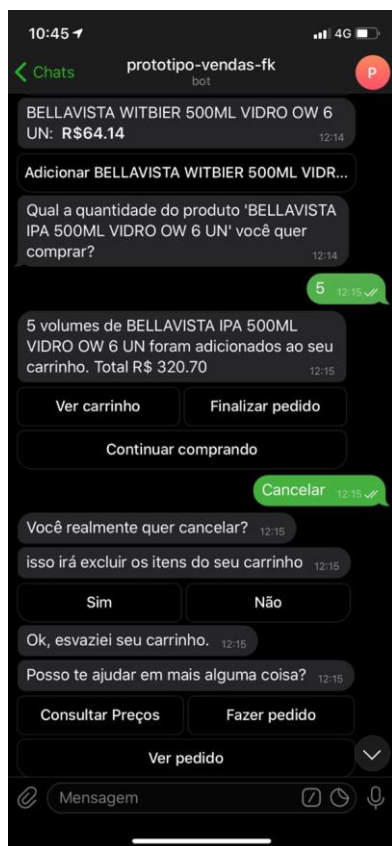 10:45
4G
Chats
prototipo-vendas-fk
bot
P
BELLAVISTA WITBIER 500ML VIDRO OW 6
UN: R$64.14
12:14
Adicionar BELLAVISTA WITBIER 500ML VIDR...
Qual a quantidade do produto 'BELLAVISTA
IPA 500ML VIDRO OW 6 UN' você quer
comprar?
12:14
5 12:15
5 volumes de BELLAVISTA IPA 500ML
VIDRO OW 6 UN foram adicionados ao seu
carrinho. Total R$ 320.70
12:15
Ver carrinho
Finalizar pedido
Continuar comprando
Cancelar 12:15
Você realmente quer cancelar? 12:15
isso irá excluir os itens do seu carrinho 12:15
Sim
Não
Ok, esvaziei seu carrinho. 12:15
Posso te ajudar em mais alguma coisa? 12:15
Consultar Preços
Fazer pedido
Ver pedido
Mensagem